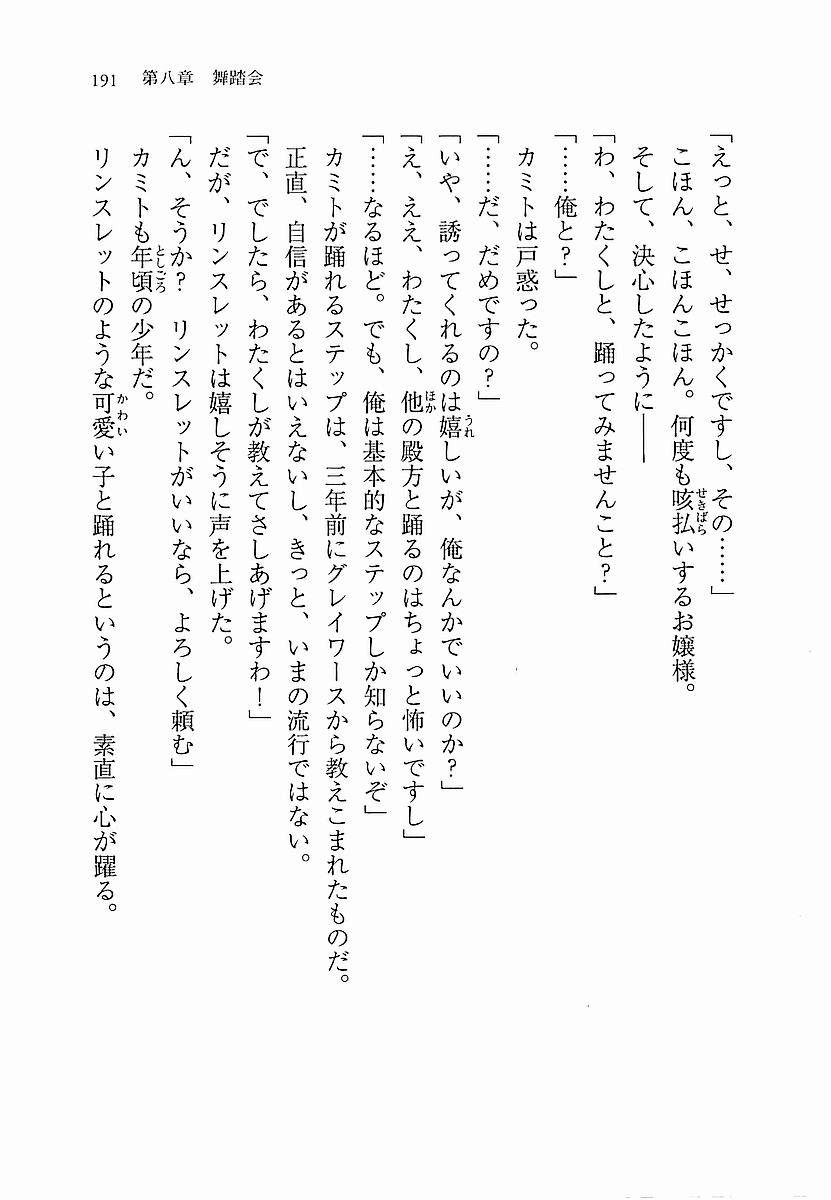 191　第八章　舞踏会
「えっと、せ、せっかくですし、その……」
　こほん、こほんこほん。何度も咳払いするお嬢様。
　そして、決心したように――
「わ、わたくしと、踊ってみませんこと？」
「……俺と？」
　カミトは戸惑った。
「……だ、だめですの？」
「いや、誘ってくれるのは嬉しいが、俺なんかでいいのか？」
「え、ええ、わたくし、他の殿方と踊るのはちょっと怖いですし」
「……なるほど。でも、俺は基本的なステップしか知らないぞ」
　カミトが踊れるステップは、三年前にグレイワースから教えこまれたものだ。
　正直、自信があるとはいえないし、きっと、いまの流行ではない。
「で、でしたら、わたくしが教えてさしあげますわ！」
　だが、リンスレットは嬉しそうに声を上げた。
「ん、そうか？　リンスレットがいいなら、よろしく頼む」
　カミトも年頃の少年だ。
　リンスレットのような可愛い子と踊れるというのは、素直に心が躍る。